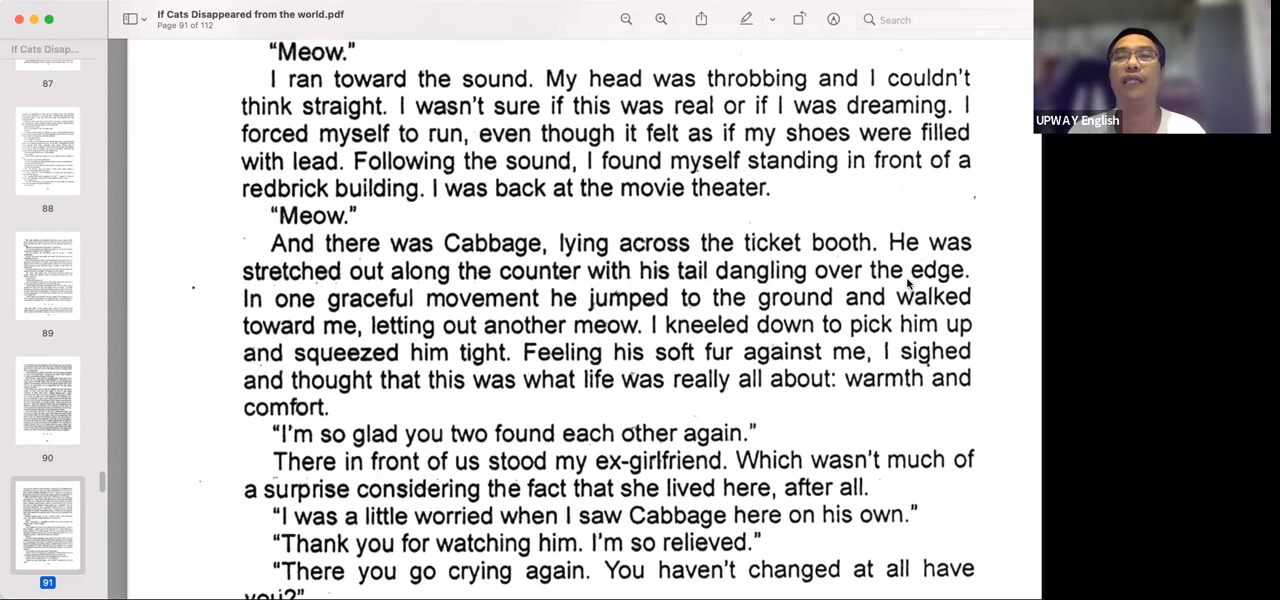 If Cats Disappeared from the world.pdf
Page 91 of 112
Search
If Cats Disap...
87
88
89
90
91
"Meow."
I ran toward the sound. My head was throbbing and I couldn't
think straight. I wasn't sure if this was real or if I was dreaming. I
forced myself to run, even though it felt as if my shoes were filled
with lead. Following the sound, I found myself standing in front of a
redbrick building. I was back at the movie theater.
"Meow."
And there was Cabbage, lying across the ticket booth. He was
stretched out along the counter with his tail dangling over the edge.
In one graceful movement he jumped to the ground and walked
toward me, letting out another meow. I kneeled down to pick him up
and squeezed him tight. Feeling his soft fur against me, I sighed
and thought that this was what life was really all about: warmth and
comfort.
"I'm so glad you two found each other again."
There in front of us stood my ex-girlfriend. Which wasn't much of
a surprise considering the fact that she lived here, after all.
"I was a little worried when I saw Cabbage here on his own."
"Thank you for watching him. I'm so relieved."
"There you go crying again. You haven't changed at all have
you?"
UPWAY English